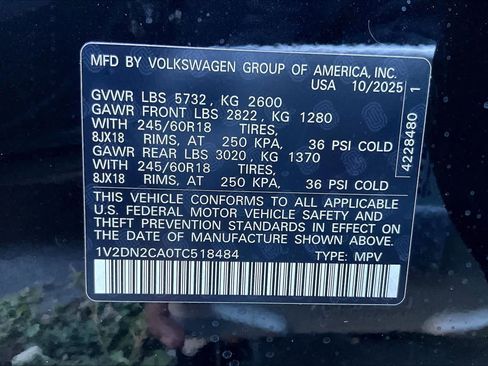 MFD BY VOLKSWAGEN GROUP OF AMERICA, INC.
USA 10/2025
GVWR LBS 5732, KG 2600
GAWR FRONT LBS 2822, KG 1280
WITH 245/60R18 TIRES,
8JX18 RIMS, AT 250 KPA, 36 PSI COLD
GAWR REAR LBS 3020, KG 1370
WITH 245/60R18 TIRES,
8JX18 RIMS, AT 250 KPA, 36 PSI COLD
THIS VEHICLE CONFORMS TO ALL APPLICABLE
U.S. FEDERAL MOTOR VEHICLE SAFETY AND
THEFT PREVENTION STANDARDS IN EFFECT ON
THE DATE OF MANUFACTURE SHOWN ABOVE.
1V2DN2CA0TC518484 TYPE: MPV
4228480 1